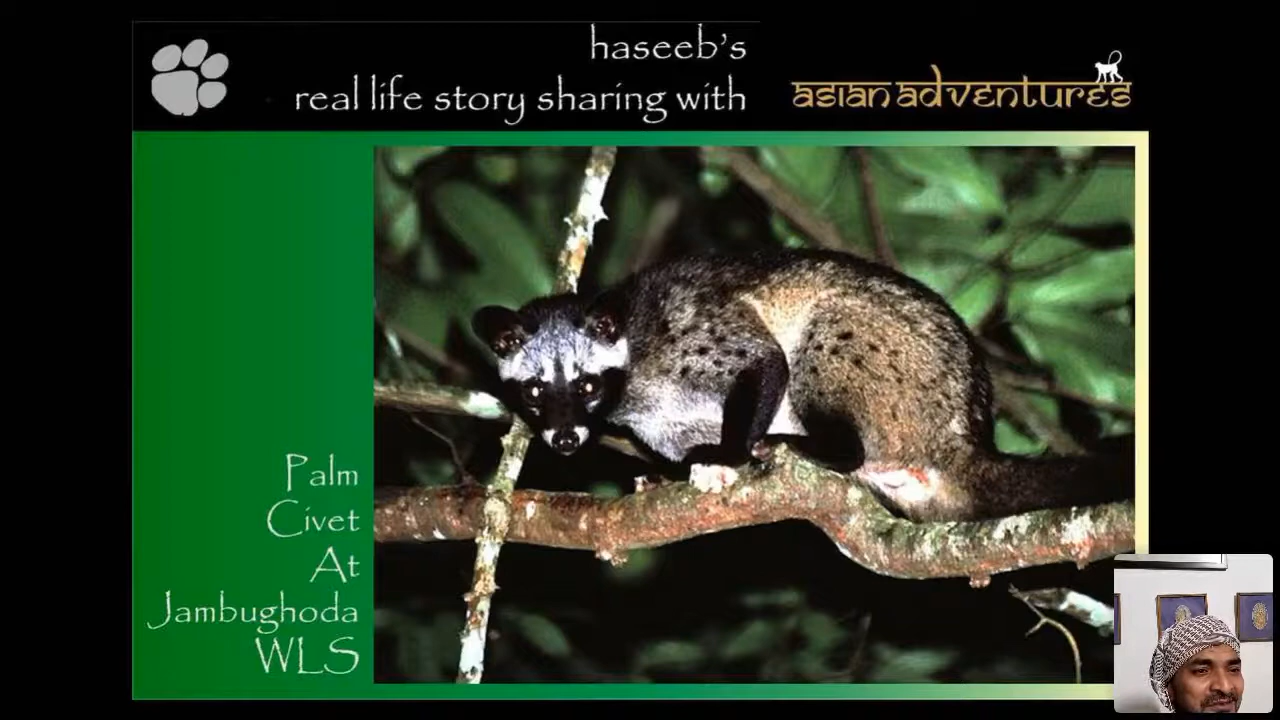 haseeb's
real life story sharing with
asian adventures
Palm
Civet
At
Jambughoda
WLS